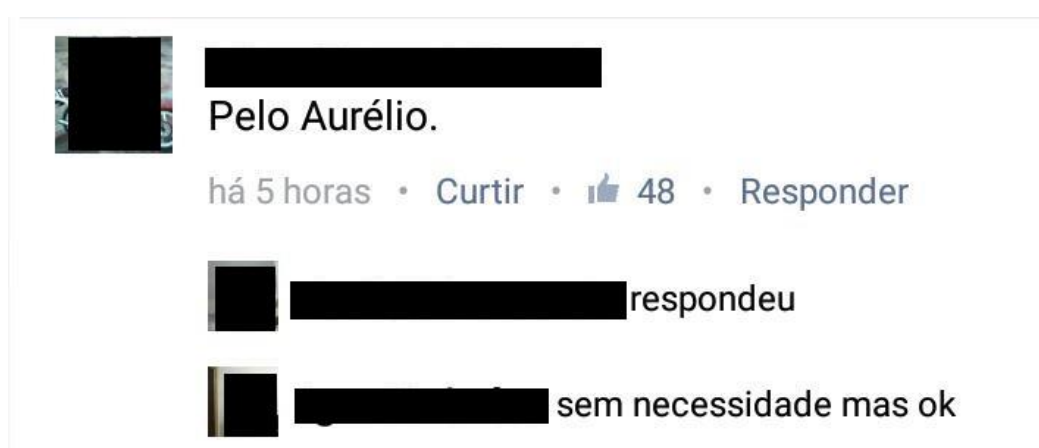 Pelo Aurélio.
há 5 horas • Curtir • 48 • Responder
respondeu
sem necessidade mas ok